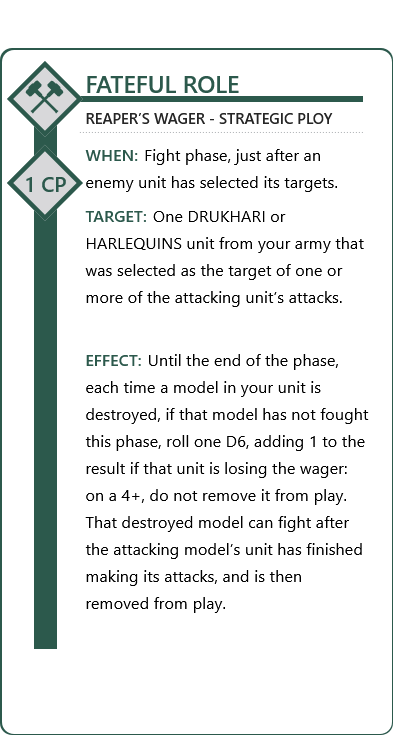 FATEFUL ROLE
REAPER’S WAGER - STRATEGIC PLOY
WHEN: Fight phase, just after an
1 CP
enemy unit has selected its targets.
TARGET: One DRUKHARI or
HARLEQUINS unit from your army that
was selected as the target of one or
more of the attacking unit’s attacks.
EFFECT: Until the end of the phase,
each time a model in your unit is
destroyed, if that model has not fought
this phase, roll one D6, adding 1 to the
result if that unit is losing the wager:
on a 4+, do not remove it from play.
That destroyed model can fight after
the attacking model’s unit has finished
making its attacks, and is then
removed from play.